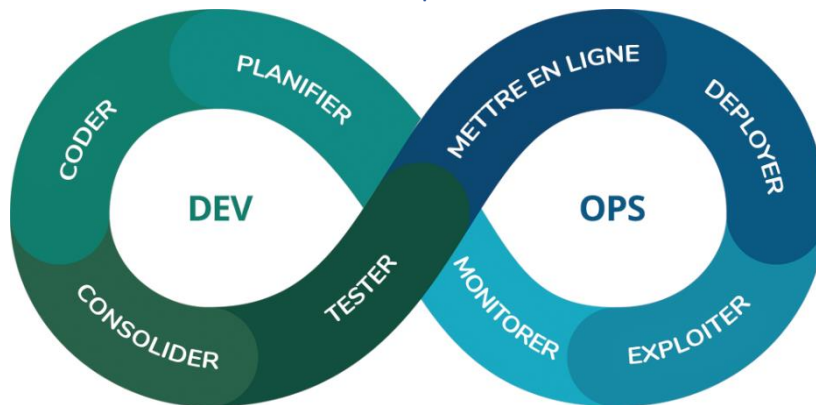 PLANIFIER
CODER
CONSOLIDER
TESTER
METTRE EN LIGNE
DEPLOYER
EXPLOITER
MONITORER
DEV
OPS